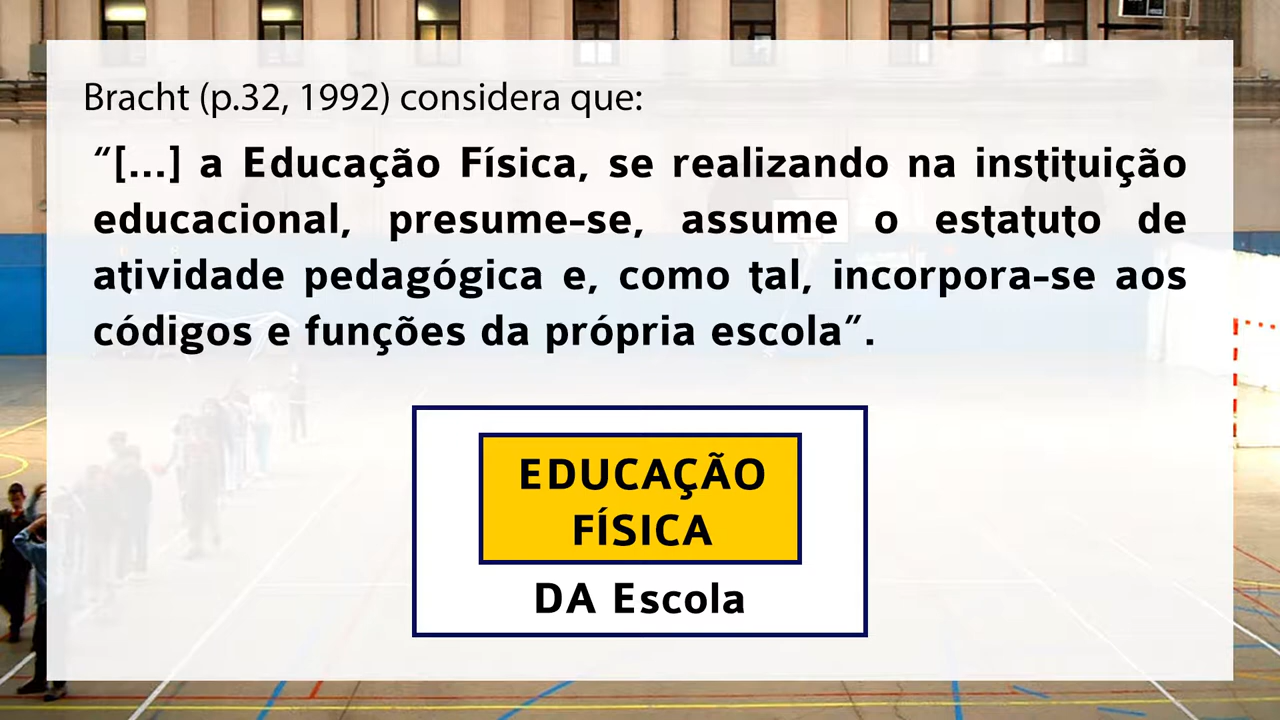 Bracht (p.32, 1992) considera que:
“[...] a Educação Física, se realizando na instituição
educacional, presume-se, assume o estatuto de
atividade pedagógica e, como tal, incorpora-se aos
códigos e funções da própria escola”.
EDUCAÇÃO
FÍSICA
DA Escola